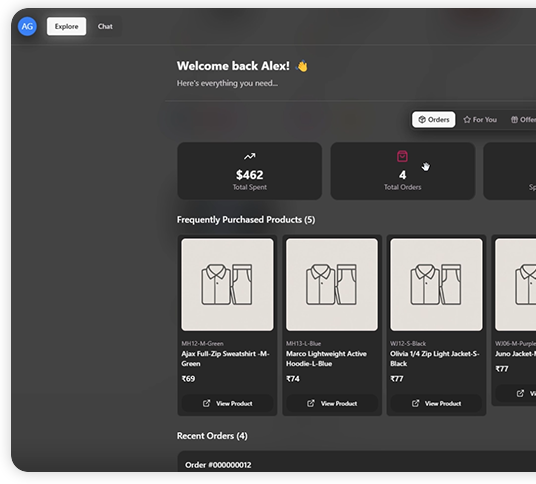 AG Explore Chat
Welcome back Alex! 👋
Here's everything you need...
Orders For You Offer
$462
Total Spent
4
Total Orders
Sp
Frequently Purchased Products (5)
MH12-M-Green
Ajax Full-Zip Sweatshirt -M-
Green
₹69
View Product
MH13-L-Blue
Marco Lightweight Active
Hoodie-L-Blue
₹74
View Product
WJ12-S-Black
Olivia 1/4 Zip Light Jacket-S-
Black
₹77
View Product
WJ06-M-Purple
Juno Jacket-M
₹77
Vi
Recent Orders (4)
Order #000000012